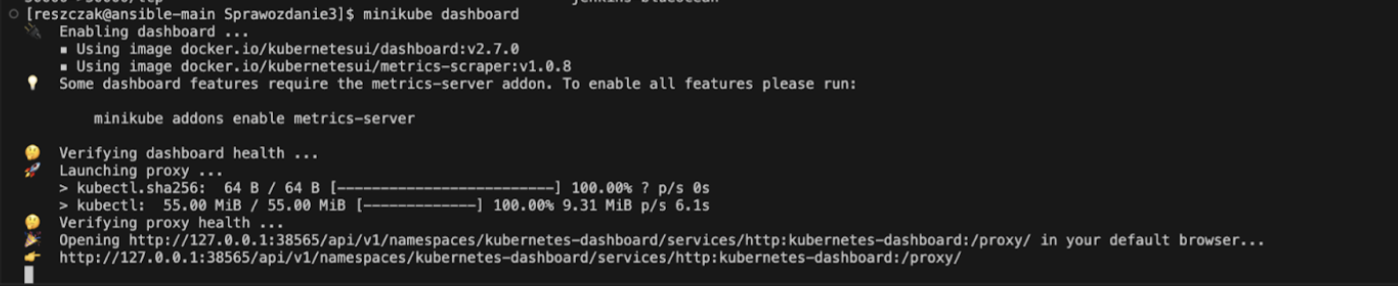 [reszczak@ansible-main Sprawozdanie3]$ minikube dashboard
Enabling dashboard ...
▪ Using image docker.io/kubernetesui/dashboard:v2.7.0
▪ Using image docker.io/kubernetesui/metrics-scraper:v1.0.8
Some dashboard features require the metrics-server addon. To enable all features please run:
minikube addons enable metrics-server
Verifying dashboard health ...
Launching proxy ...
> kubectl.sha256:  64 B / 64 B [-------------------------] 100.00% ? p/s 0s
> kubectl:  55.00 MiB / 55.00 MiB [-------------] 100.00% 9.31 MiB p/s 6.1s
Verifying proxy health ...
Opening http://127.0.0.1:38565/api/v1/namespaces/kubernetes-dashboard/services/http:kubernetes-dashboard:/proxy/ in your default browser...
http://127.0.0.1:38565/api/v1/namespaces/kubernetes-dashboard/services/http:kubernetes-dashboard:/proxy/